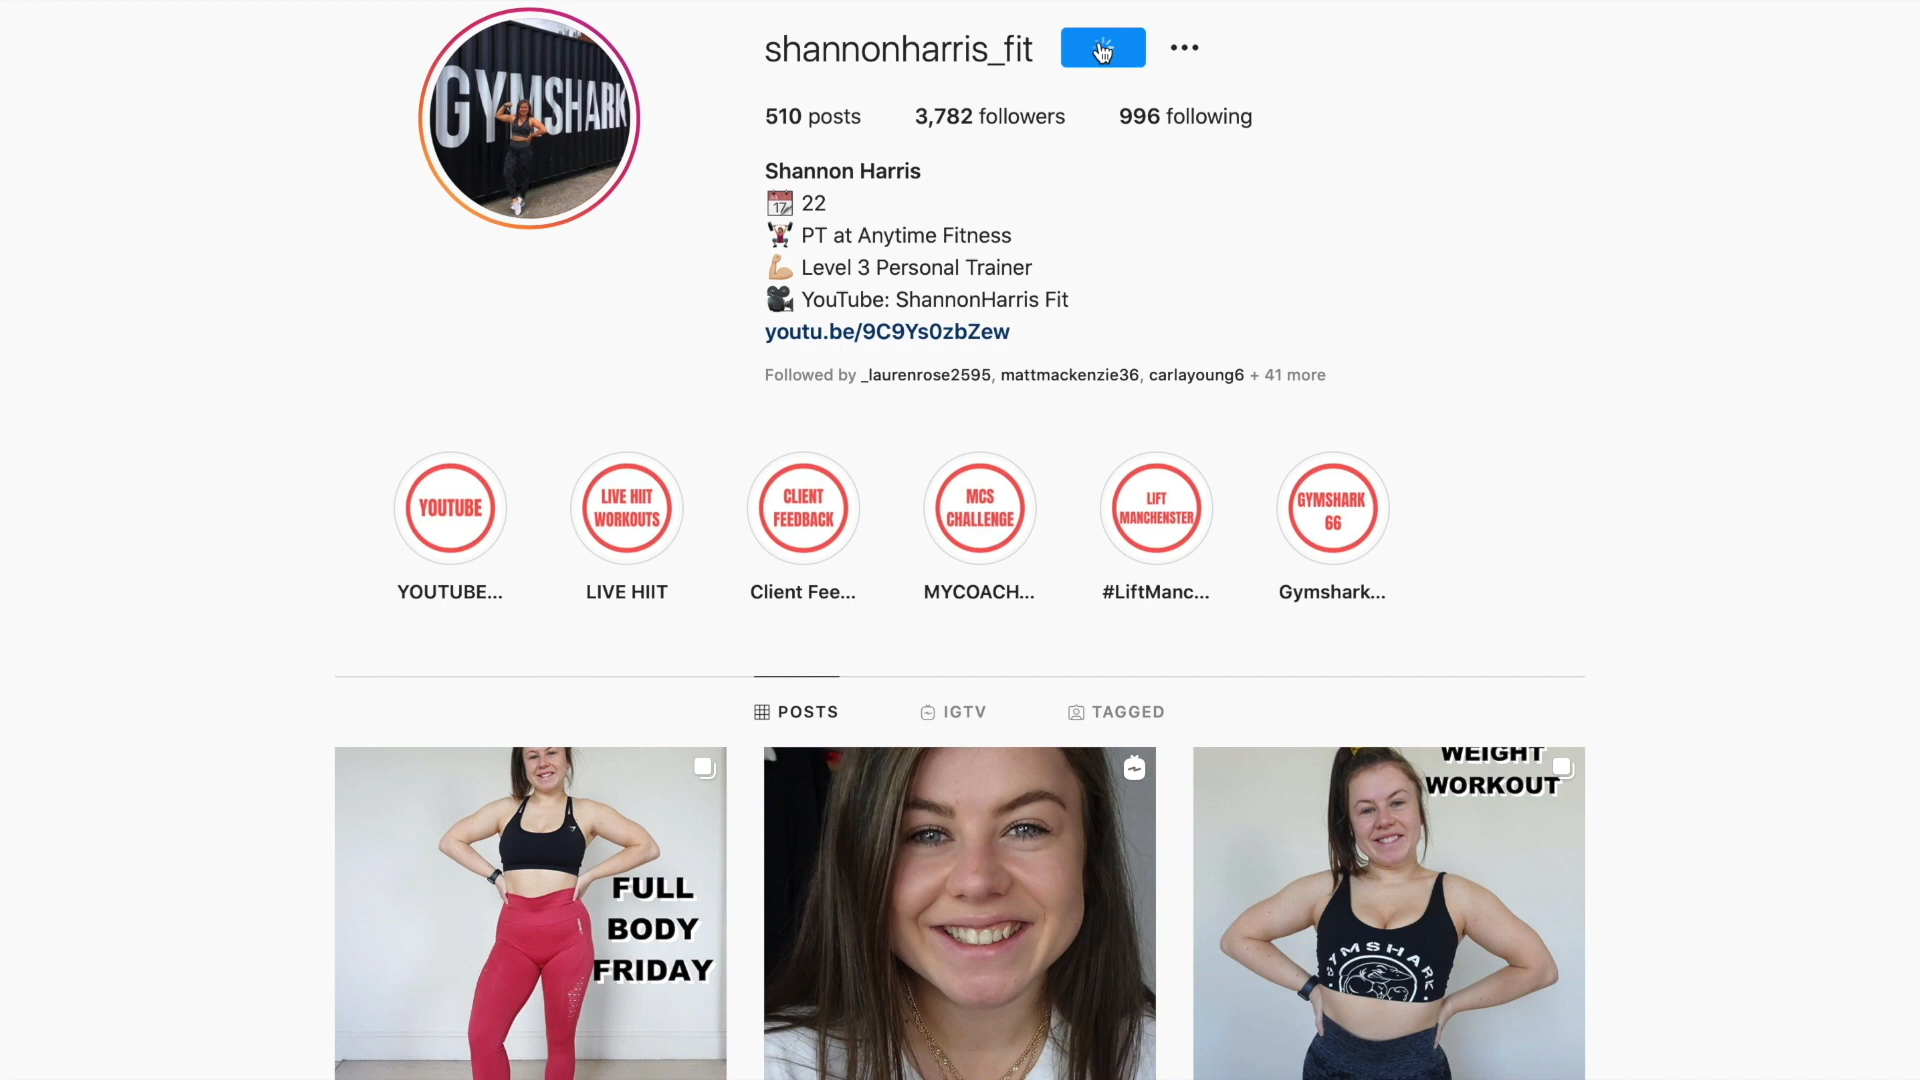 GYMSHARK
shannonharris_fit
510 posts 3,782 followers 996 following
Shannon Harris
17 22
PT at Anytime Fitness
Level 3 Personal Trainer
YouTube: ShannonHarris Fit
youtu.be/9C9Ys0zbZew
Followed by _laurenrose2595, mattmackenzie36, carlayoung6 + 41 more
YOUTUBE
LIVE HIIT
WORKOUTS
CLIENT
FEEDBACK
MCS
CHALLENGE
LIFT
MANCHENSTER
GYMSHARK
66
YOUTUBE...
LIVE HIIT
Client Fee...
MYCOACH...
#LiftManc...
Gymshark...
POSTS
IGTV
TAGGED
FULL
BODY
FRIDAY
WEIGHT
WORKOUT
GYMSHARK